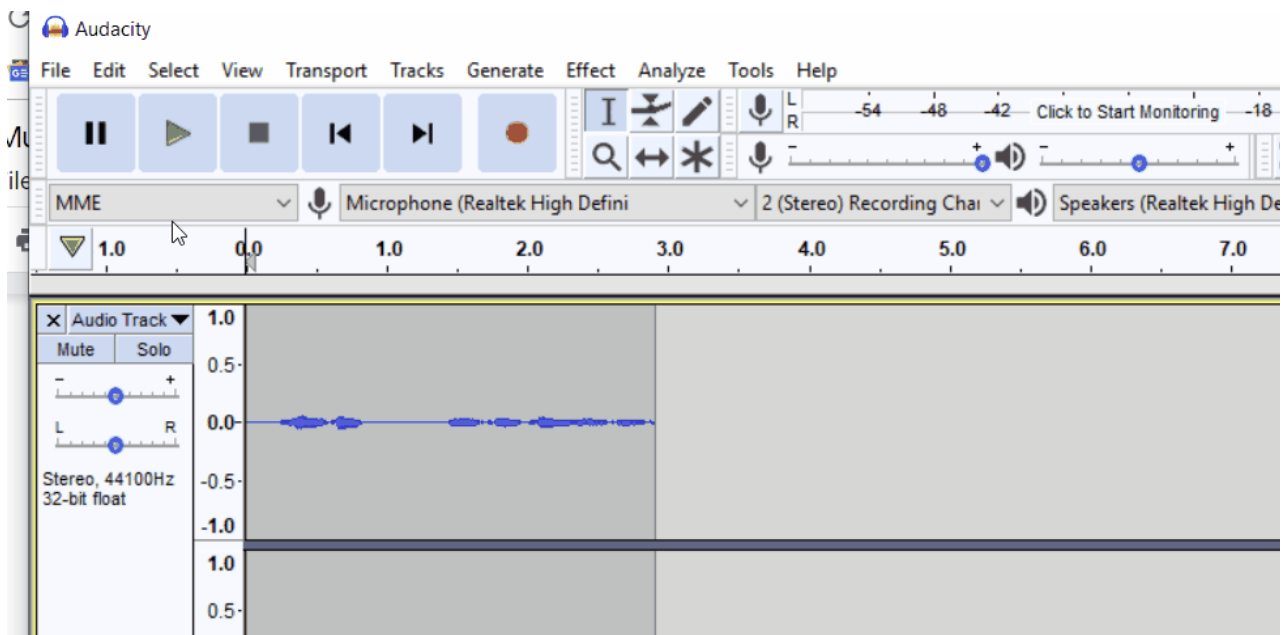 Audacity
File Edit Select View Transport Tracks Generate Effect Analyze Tools Help
L
R
-54 -48 -42 Click to Start Monitoring -18
- + - +
MME Microphone (Realtek High Defini 2 (Stereo) Recording Chai Speakers (Realtek High De
1.0 0.0 1.0 2.0 3.0 4.0 5.0 6.0 7.0
X Audio Track 1.0
Mute Solo
0.5
- +
0.0
L R
Stereo, 44100Hz
-0.5
32-bit float
-1.0
1.0
0.5